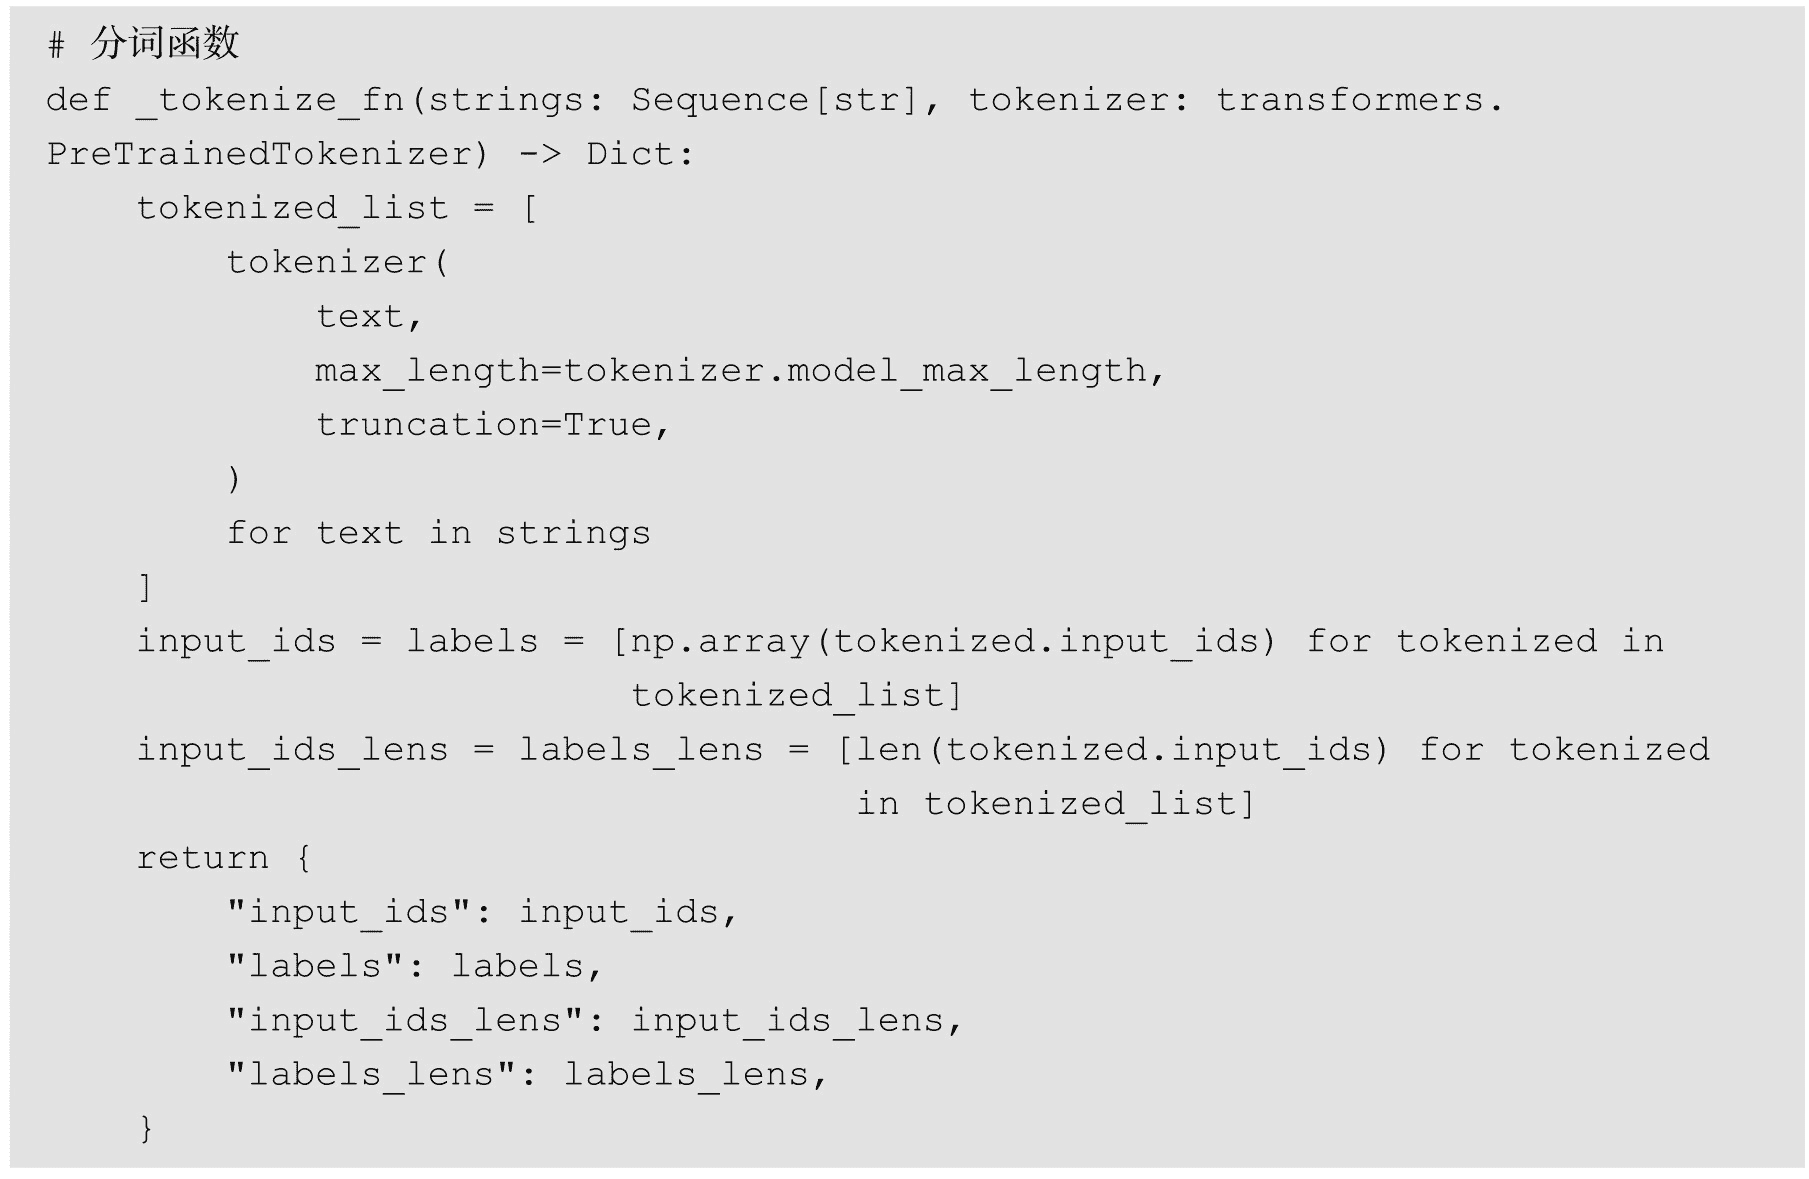 # 分词函数
def _tokenize_fn(strings: Sequence[str], tokenizer: transformers.
PreTrainedTokenizer) -> Dict:
    tokenized_list = [
        tokenizer(
            text,
            max_length=tokenizer.model_max_length,
            truncation=True,
        )
        for text in strings
    ]
    input_ids = labels = [np.array(tokenized.input_ids) for tokenized in
                          tokenized_list]
    input_ids_lens = labels_lens = [len(tokenized.input_ids) for tokenized
                                    in tokenized_list]
    return {
        "input_ids": input_ids,
        "labels": labels,
        "input_ids_lens": input_ids_lens,
        "labels_lens": labels_lens,
    }